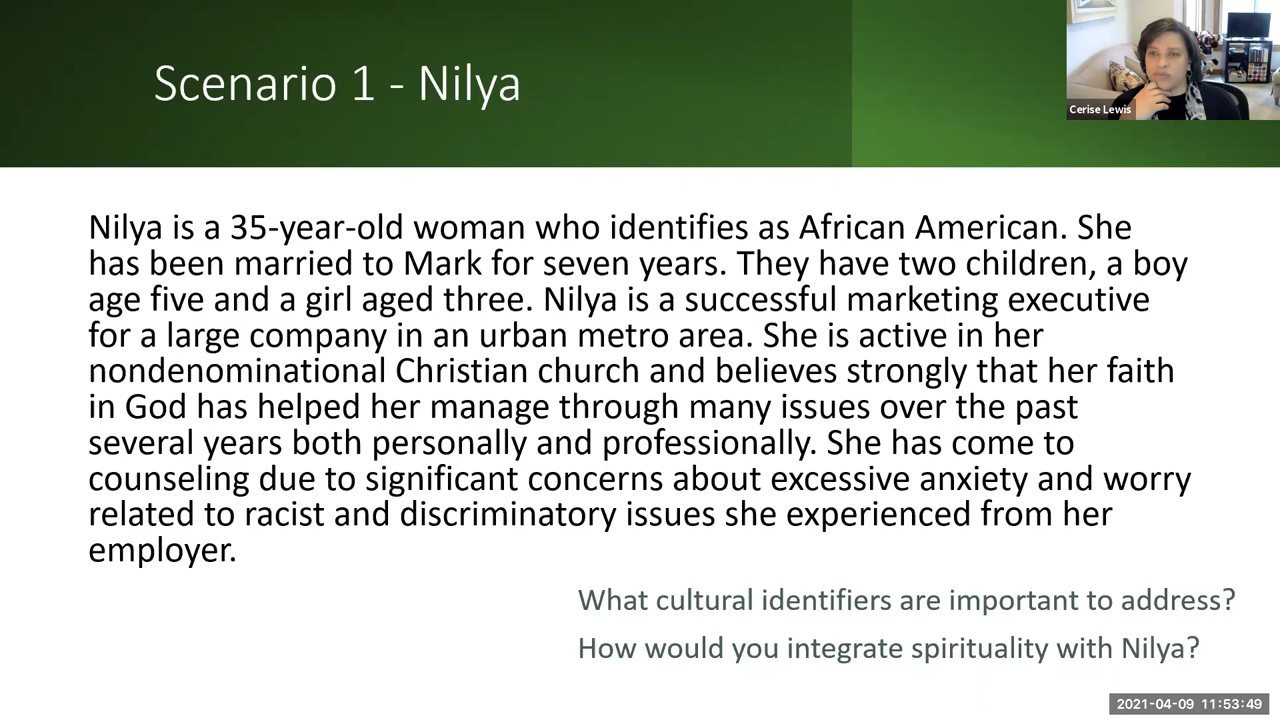 Scenario 1 - Nilya
Cerise Lewis
Nilya is a 35-year-old woman who identifies as African American. She
has been married to Mark for seven years. They have two children, a boy
age five and a girl aged three. Nilya is a successful marketing executive
for a large company in an urban metro area. She is active in her
nondenominational Christian church and believes strongly that her faith
in God has helped her manage through many issues over the past
several years both personally and professionally. She has come to
counseling due to significant concerns about excessive anxiety and worry
related to racist and discriminatory issues she experienced from her
employer.
What cultural identifiers are important to address?
How would you integrate spirituality with Nilya?
2021-04-09 11:53:49